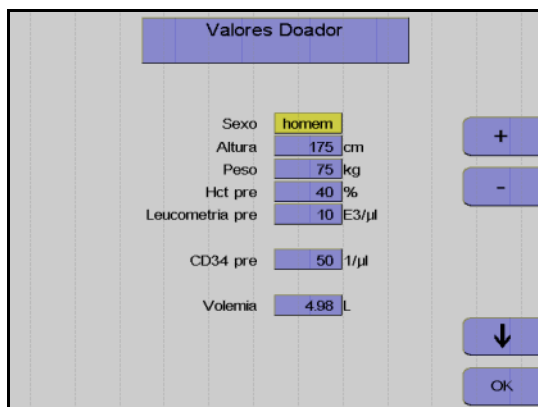 Valores Doador
Sexo homem
+
Altura 175 cm
Peso 75 kg
-
Hct pre 40 %
Leucometria pre 10 E3/µl
CD34 pre 50 1/µl
Volemia 4.98 L
↓
OK